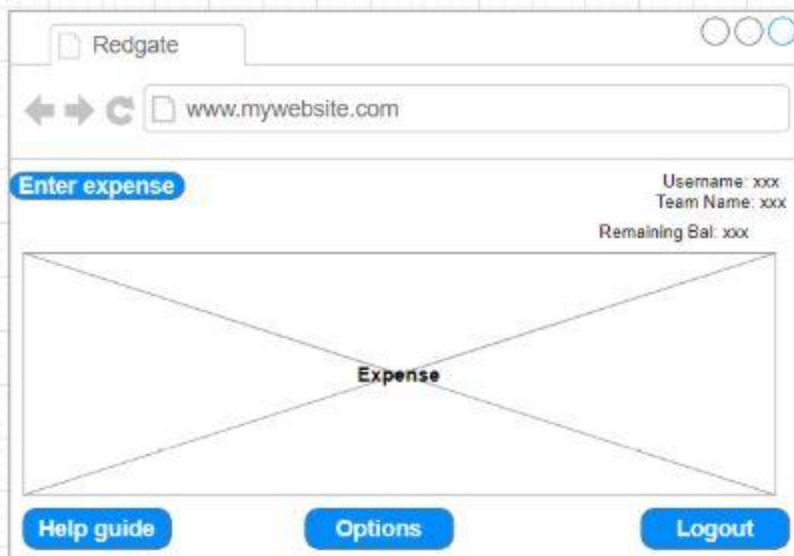 Redgate
www.mywebsite.com
Enter expense
Username: xxx
Team Name: xxx
Remaining Bal: xxx
Expense
Help guide
Options
Logout